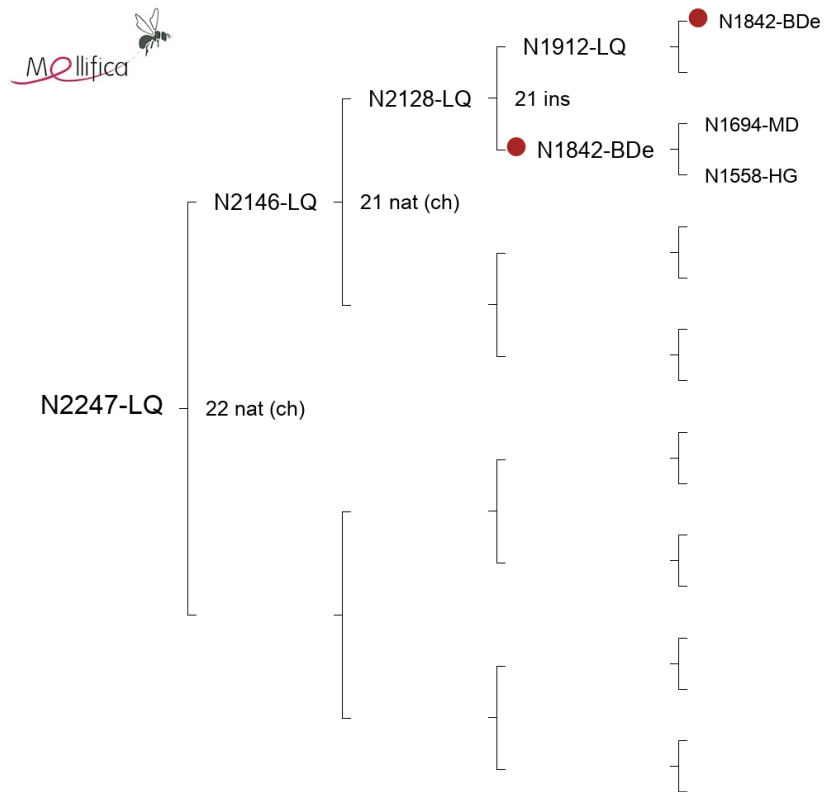 Mellifica
N1842-BDe
N1912-LQ
N2128-LQ
21 ins
N1694-MD
N1842-BDe
N1558-HG
N2146-LQ
21 nat (ch)
N2247-LQ
22 nat (ch)